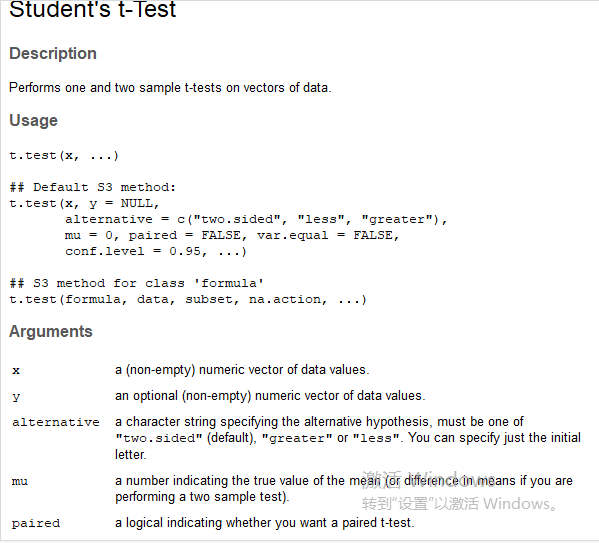 Student's t-Test
Description
Performs one and two sample t-tests on vectors of data.
Usage
t.test(x, ...)
## Default S3 method:
t.test(x, y = NULL,
       alternative = c("two.sided", "less", "greater"),
       mu = 0, paired = FALSE, var.equal = FALSE,
       conf.level = 0.95, ...)
## S3 method for class 'formula'
t.test(formula, data, subset, na.action, ...)
Arguments
x a (non-empty) numeric vector of data values.
y an optional (non-empty) numeric vector of data values.
alternative a character string specifying the alternative hypothesis, must be one of
"two.sided" (default), "greater" or "less". You can specify just the initial
letter.
mu a number indicating the true value of the mean (or difference in means if you are
performing a two sample test).
paired a logical indicating whether you want a paired t-test.
激活 Windows
转到“设置”以激活 Windows。